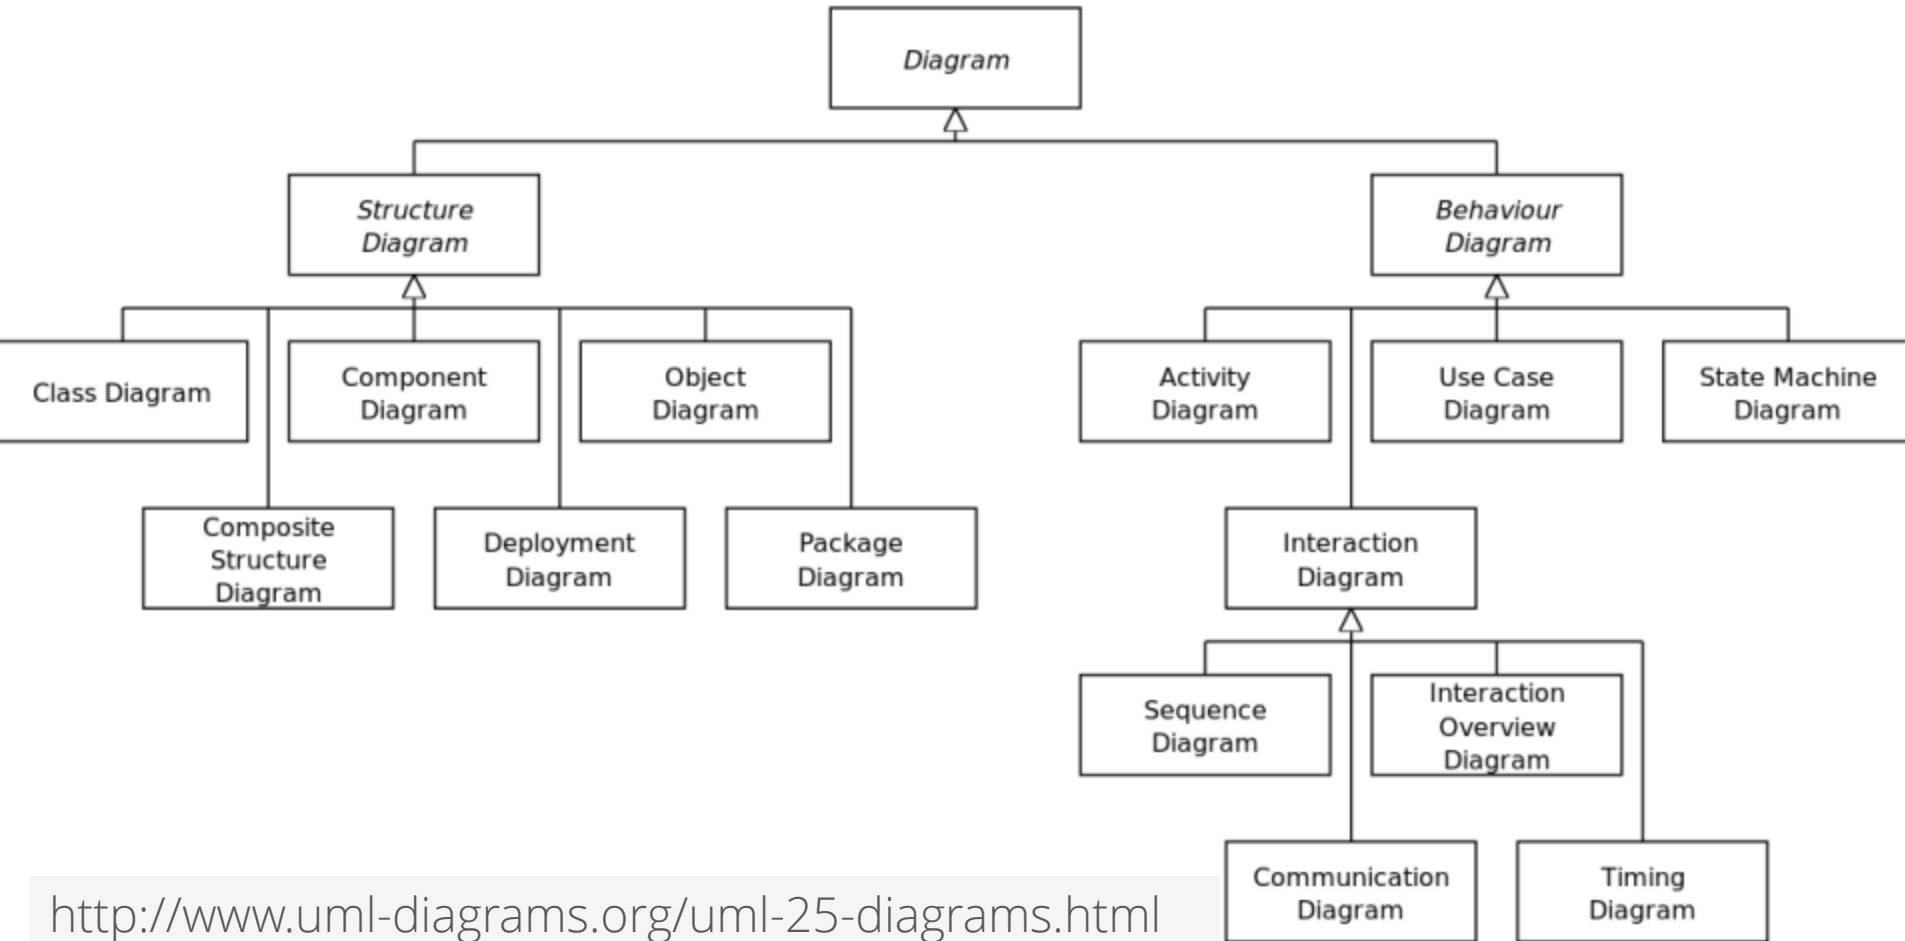 Diagram
Structure
Diagram
Behaviour
Diagram
Class Diagram
Component
Diagram
Object
Diagram
Activity
Diagram
Use Case
Diagram
State Machine
Diagram
Composite
Structure
Diagram
Deployment
Diagram
Package
Diagram
Interaction
Diagram
Sequence
Diagram
Interaction
Overview
Diagram
Communication
Diagram
Timing
Diagram
http://www.uml-diagrams.org/uml-25-diagrams.html